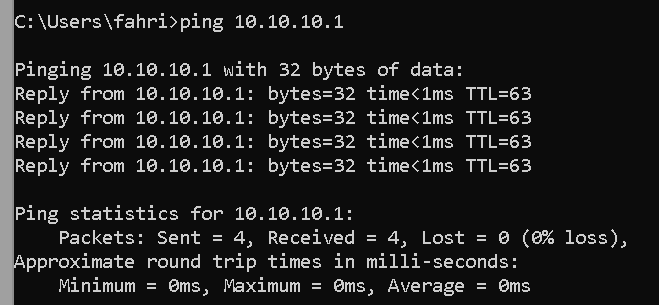 C:\Users\fahri>ping 10.10.10.1
Pinging 10.10.10.1 with 32 bytes of data:
Reply from 10.10.10.1: bytes=32 time<1ms TTL=63
Reply from 10.10.10.1: bytes=32 time<1ms TTL=63
Reply from 10.10.10.1: bytes=32 time<1ms TTL=63
Reply from 10.10.10.1: bytes=32 time<1ms TTL=63
Ping statistics for 10.10.10.1:
    Packets: Sent = 4, Received = 4, Lost = 0 (0% loss),
Approximate round trip times in milli-seconds:
    Minimum = 0ms, Maximum = 0ms, Average = 0ms